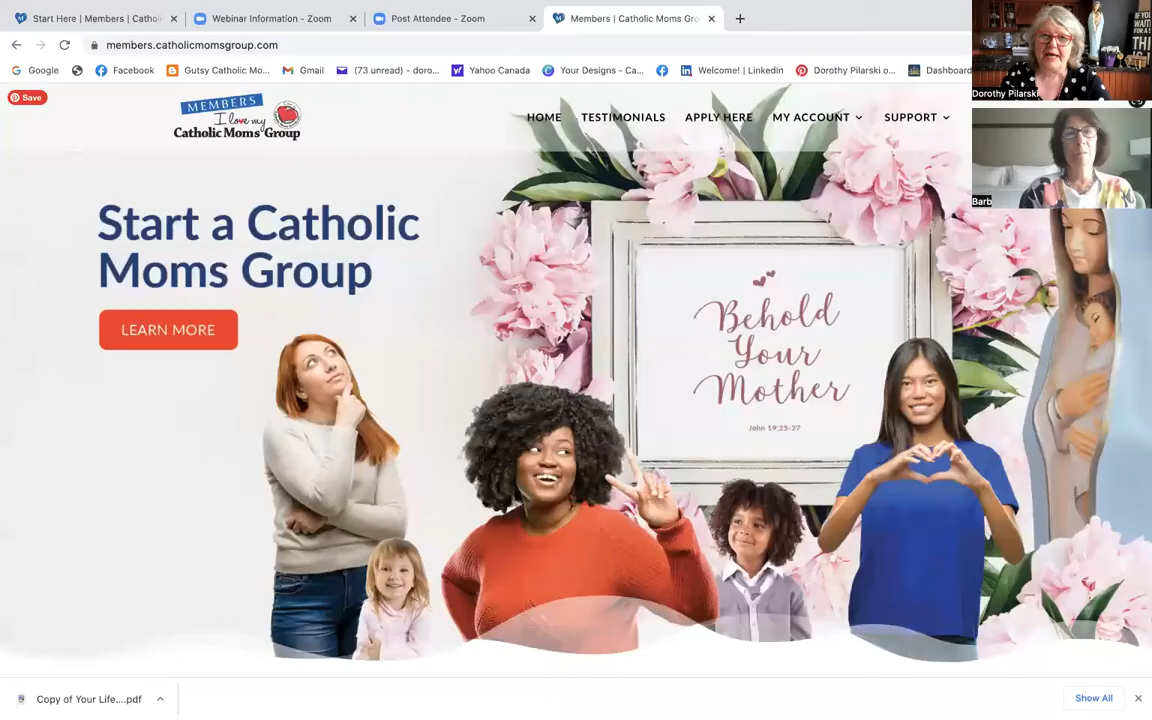 Start Here | Members | Cathol
Webinar Information - Zoom
Post Attendee - Zoom
Members | Catholic Moms Gro
members.catholicmomsgroup.com
Google
Facebook
Gutsy Catholic Mo...
Gmail
(73 unread) - doro...
Yahoo Canada
Your Designs - Ca...
Welcome! | LinkedIn
Dorothy Pilarski o...
Dashboard
Save
MEMBERS
I love my
Catholic Moms' Group
HOME
TESTIMONIALS
APPLY HERE
MY ACCOUNT
SUPPORT
Dorothy Pilarski
Barb
Start a Catholic
Moms Group
LEARN MORE
Behold
Your
Mother
John 19:25-27
Copy of Your Life....pdf
Show All